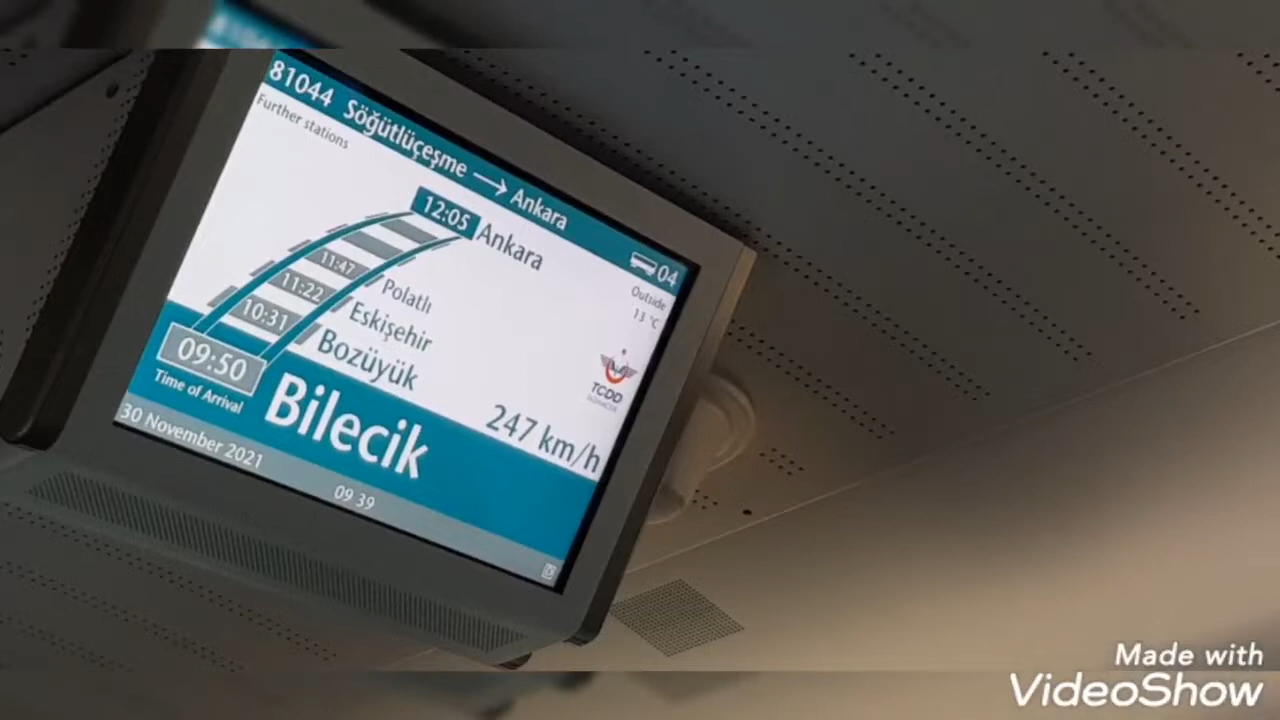 81044 Söğütlüçeşme → Ankara
04
Further stations
Outside
13 °C
12:05 Ankara
11:47 Polatlı
11:22 Eskişehir
10:31 Bozüyük
TCDD
09:50
Time of Arrival
Bilecik
247 km/h
30 November 2021
09 39
Made with
VideoShow